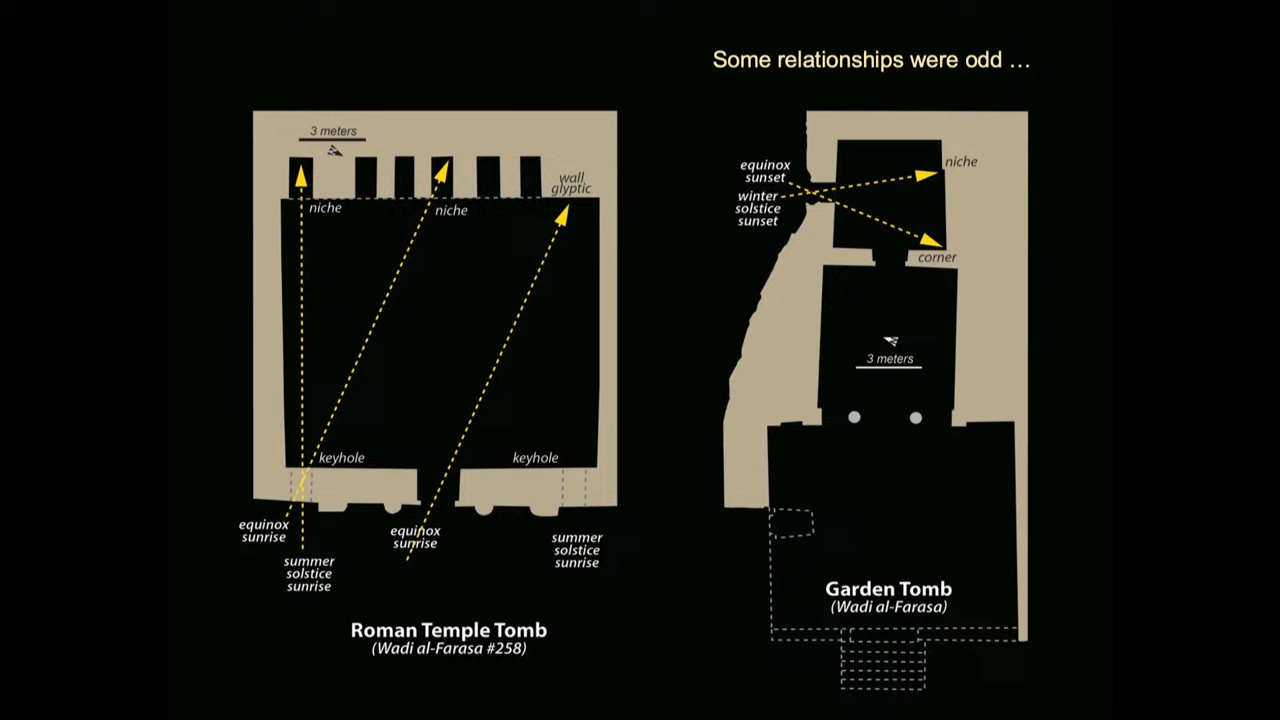 Some relationships were odd ...
3 meters
wall
glyptic
niche
niche
keyhole
keyhole
equinox
sunrise
summer
solstice
sunrise
equinox
sunrise
summer
solstice
sunrise
Roman Temple Tomb
(Wadi al-Farasa #258)
equinox
sunset
winter
solstice
sunset
niche
corner
3 meters
Garden Tomb
(Wadi al-Farasa)